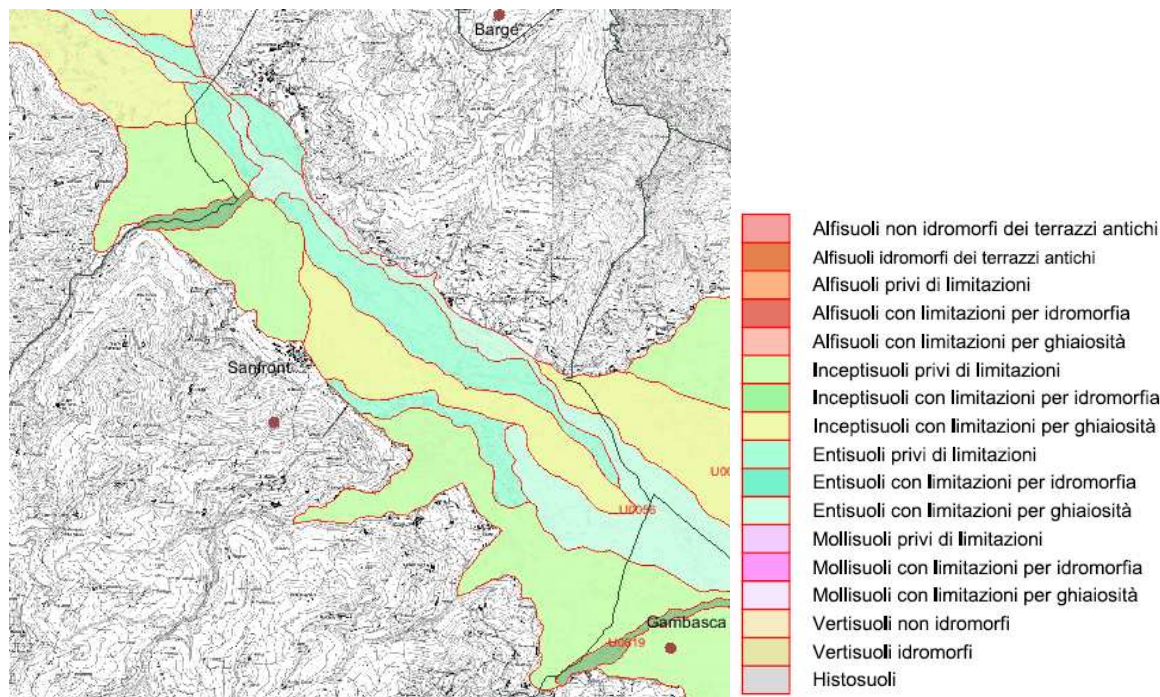 Barge
Sanfront
U00
U0056
Gambasca
U0619
Alfisuoli non idromorfi dei terrazzi antichi
Alfisuoli idromorfi dei terrazzi antichi
Alfisuoli privi di limitazioni
Alfisuoli con limitazioni per idromorfia
Alfisuoli con limitazioni per ghiaiosità
Inceptisuoli privi di limitazioni
Inceptisuoli con limitazioni per idromorfia
Inceptisuoli con limitazioni per ghiaiosità
Entisuoli privi di limitazioni
Entisuoli con limitazioni per idromorfia
Entisuoli con limitazioni per ghiaiosità
Mollisuoli privi di limitazioni
Mollisuoli con limitazioni per idromorfia
Mollisuoli con limitazioni per ghiaiosità
Vertisuoli non idromorfi
Vertisuoli idromorfi
Histosuoli